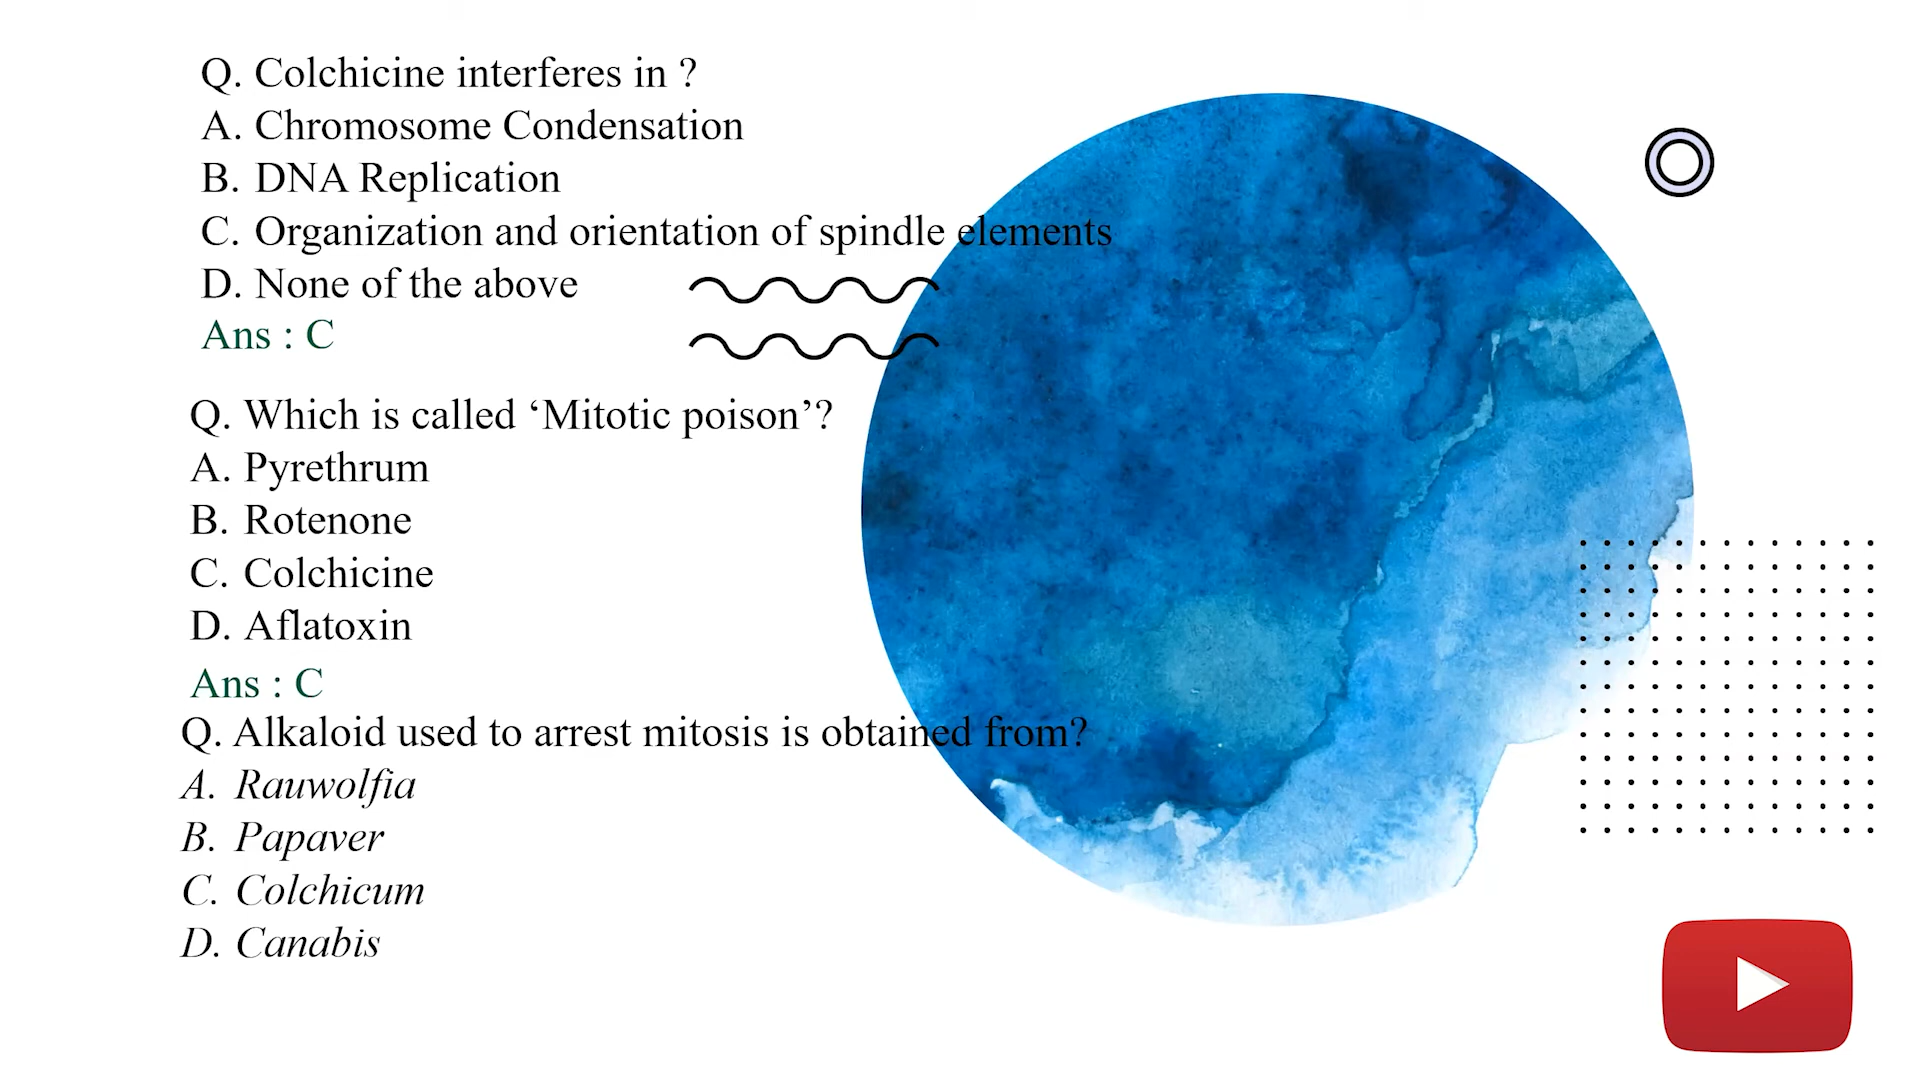 Q. Colchicine interferes in ?
A. Chromosome Condensation
B. DNA Replication
C. Organization and orientation of spindle elements
D. None of the above
Ans : C
Q. Which is called ‘Mitotic poison’?
A. Pyrethrum
B. Rotenone
C. Colchicine
D. Aflatoxin
Ans : C
Q. Alkaloid used to arrest mitosis is obtained from?
A. Rauwolfia
B. Papaver
C. Colchicum
D. Canabis